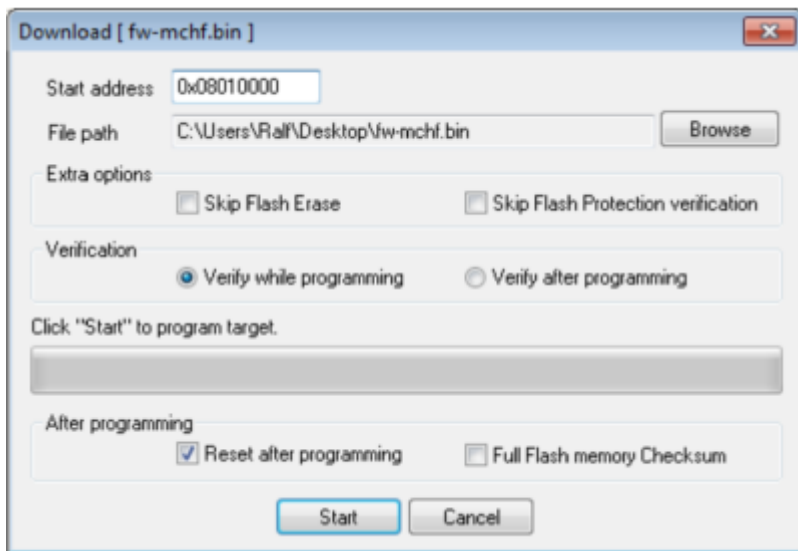 Download [ fw-mchf.bin ]
Start address 0x08010000
File path C:\Users\Ralf\Desktop\fw-mchf.bin Browse
Extra options
Skip Flash Erase Skip Flash Protection verification
Verification
Verify while programming Verify after programming
Click "Start" to program target.
After programming
Reset after programming Full Flash memory Checksum
Start Cancel